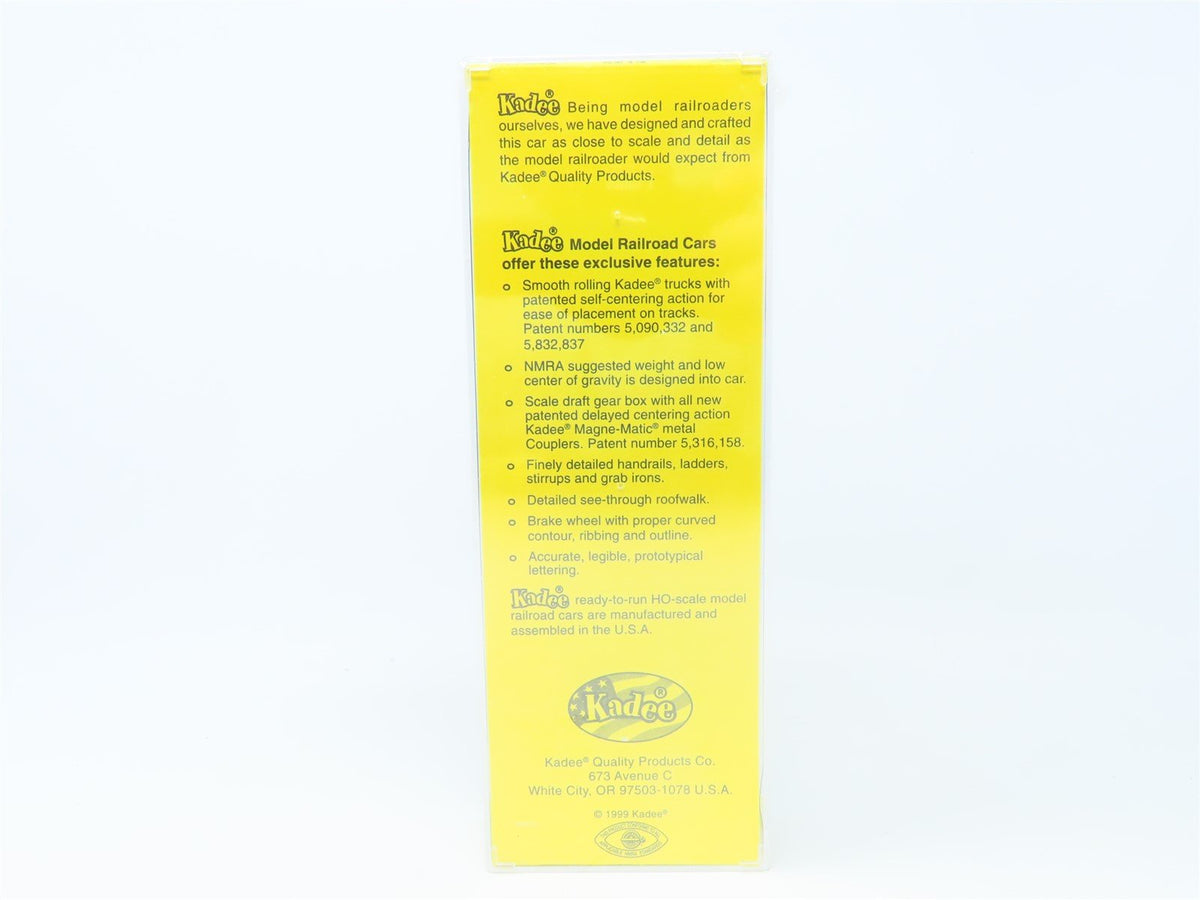 Kadee® Being model railroaders
ourselves, we have designed and crafted
this car as close to scale and detail as
the model railroader would expect from
Kadee® Quality Products.
Kadee® Model Railroad Cars
offer these exclusive features:
o Smooth rolling Kadee® trucks with
patented self-centering action for
ease of placement on tracks.
Patent numbers 5,090,332 and
5,832,837
o NMRA suggested weight and low
center of gravity is designed into car.
o Scale draft gear box with all new
patented delayed centering action
Kadee® Magne-Matic® metal
Couplers. Patent number 5,316,158.
o Finely detailed handrails, ladders,
stirrups and grab irons.
o Detailed see-through roofwalk.
o Brake wheel with proper curved
contour, ribbing and outline.
o Accurate, legible, prototypical
lettering.
Kadee® ready-to-run HO-scale model
railroad cars are manufactured and
assembled in the U.S.A.
Kadee®
Kadee® Quality Products Co.
673 Avenue C
White City, OR 97503-1078 U.S.A.
© 1999 Kadee®